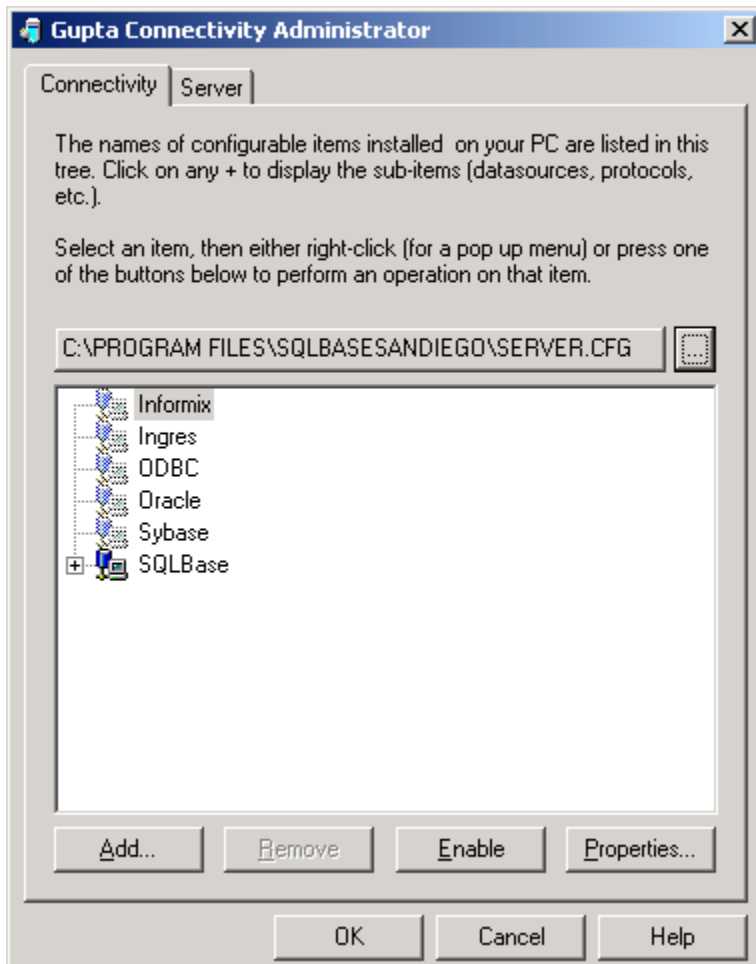 Gupta Connectivity Administrator
Connectivity
Server
The names of configurable items installed on your PC are listed in this
tree. Click on any + to display the sub-items (datasources, protocols,
etc.).
Select an item, then either right-click (for a pop up menu) or press one
of the buttons below to perform an operation on that item.
C:\PROGRAM FILES\SQLBASESANDIEGO\SERVER.CFG
...
Informix
Ingres
ODBC
Oracle
Sybase
SQLBase
Add...
Remove
Enable
Properties...
OK
Cancel
Help